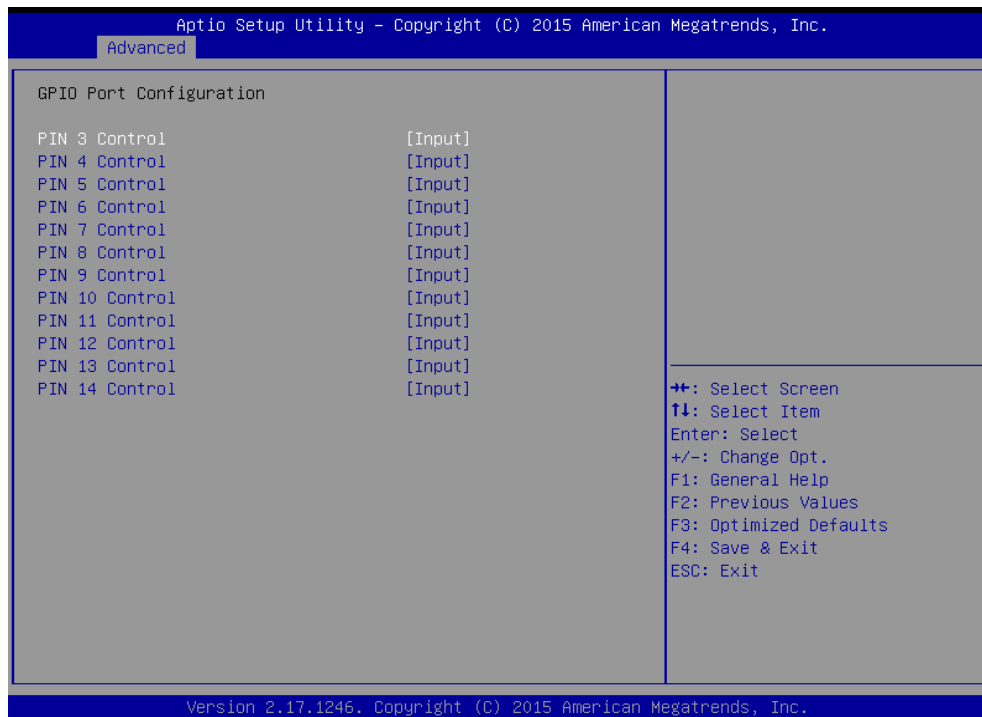 Aptio Setup Utility – Copyright (C) 2015 American Megatrends, Inc.
Advanced
GPIO Port Configuration
PIN 3 Control [Input]
PIN 4 Control [Input]
PIN 5 Control [Input]
PIN 6 Control [Input]
PIN 7 Control [Input]
PIN 8 Control [Input]
PIN 9 Control [Input]
PIN 10 Control [Input]
PIN 11 Control [Input]
PIN 12 Control [Input]
PIN 13 Control [Input]
PIN 14 Control [Input]
→←: Select Screen
↑↓: Select Item
Enter: Select
+/-: Change Opt.
F1: General Help
F2: Previous Values
F3: Optimized Defaults
F4: Save & Exit
ESC: Exit
Version 2.17.1246. Copyright (C) 2015 American Megatrends, Inc.